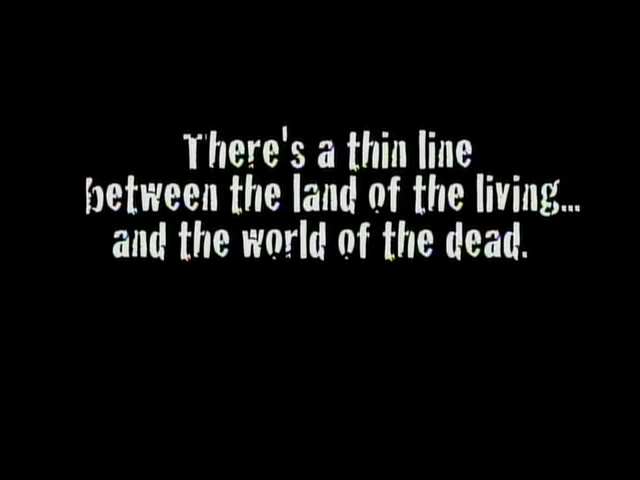 There's a thin line
between the land of the living...
and the world of the dead.